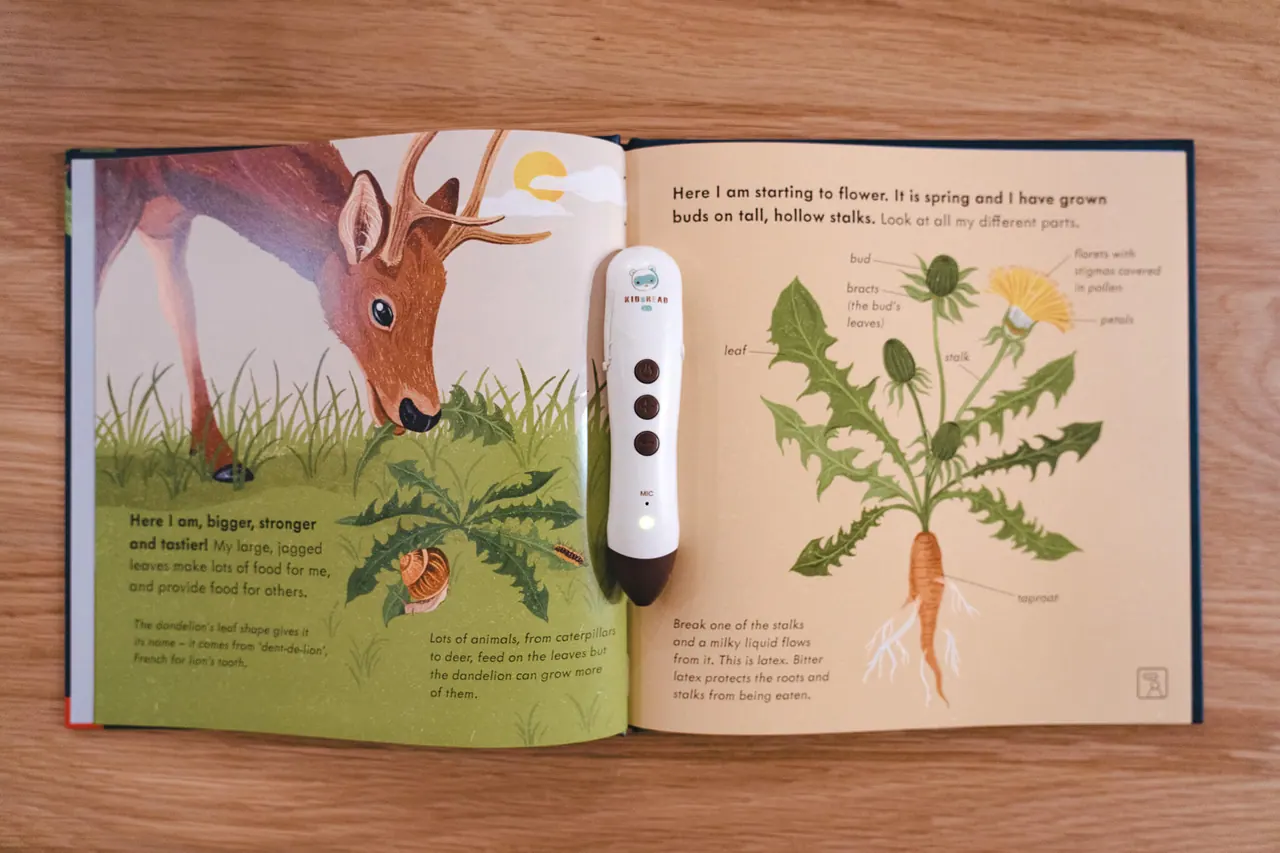 Here I am, bigger, stronger
and tastier! My large, jagged
leaves make lots of food for me,
and provide food for others.
The dandelion's leaf shape gives it
its name – it comes from 'dent-de-lion',
French for lion's tooth.
Lots of animals, from caterpillars
to deer, feed on the leaves but
the dandelion can grow more
of them.
KIDSREAD
MIC
Here I am starting to flower. It is spring and I have grown
buds on tall, hollow stalks. Look at all my different parts.
bud
bracts
(the bud's
leaves)
leaf
stalk
florets with
stigmas covered
in pollen
petals
taproot
Break one of the stalks
and a milky liquid flows
from it. This is latex. Bitter
latex protects the roots and
stalks from being eaten.